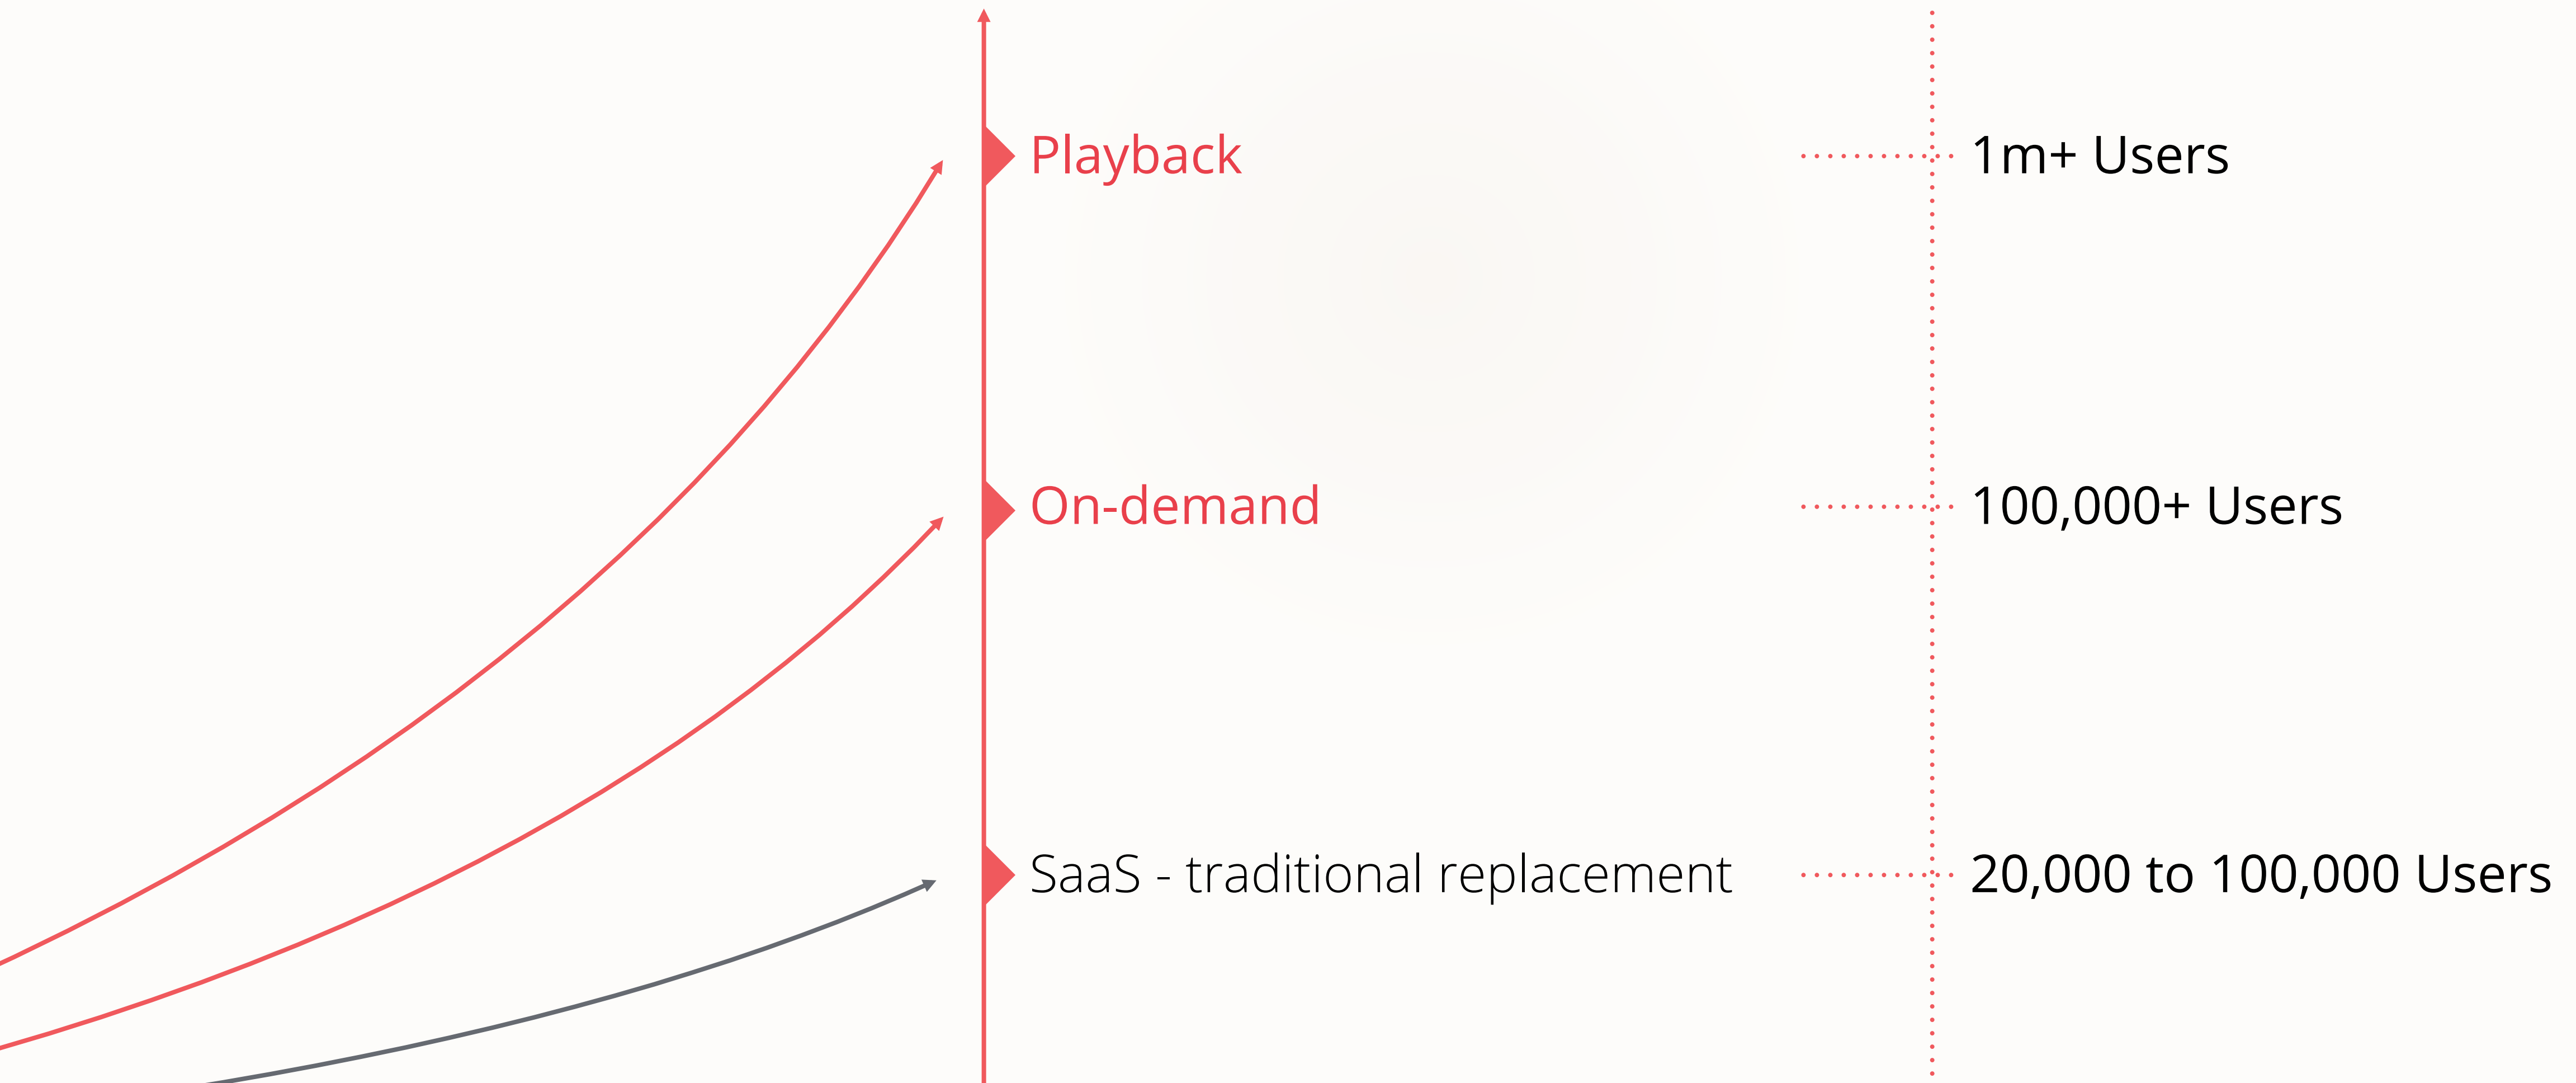 Playback
1m+ Users
On-demand
100,000+ Users
SaaS - traditional replacement
20,000 to 100,000 Users